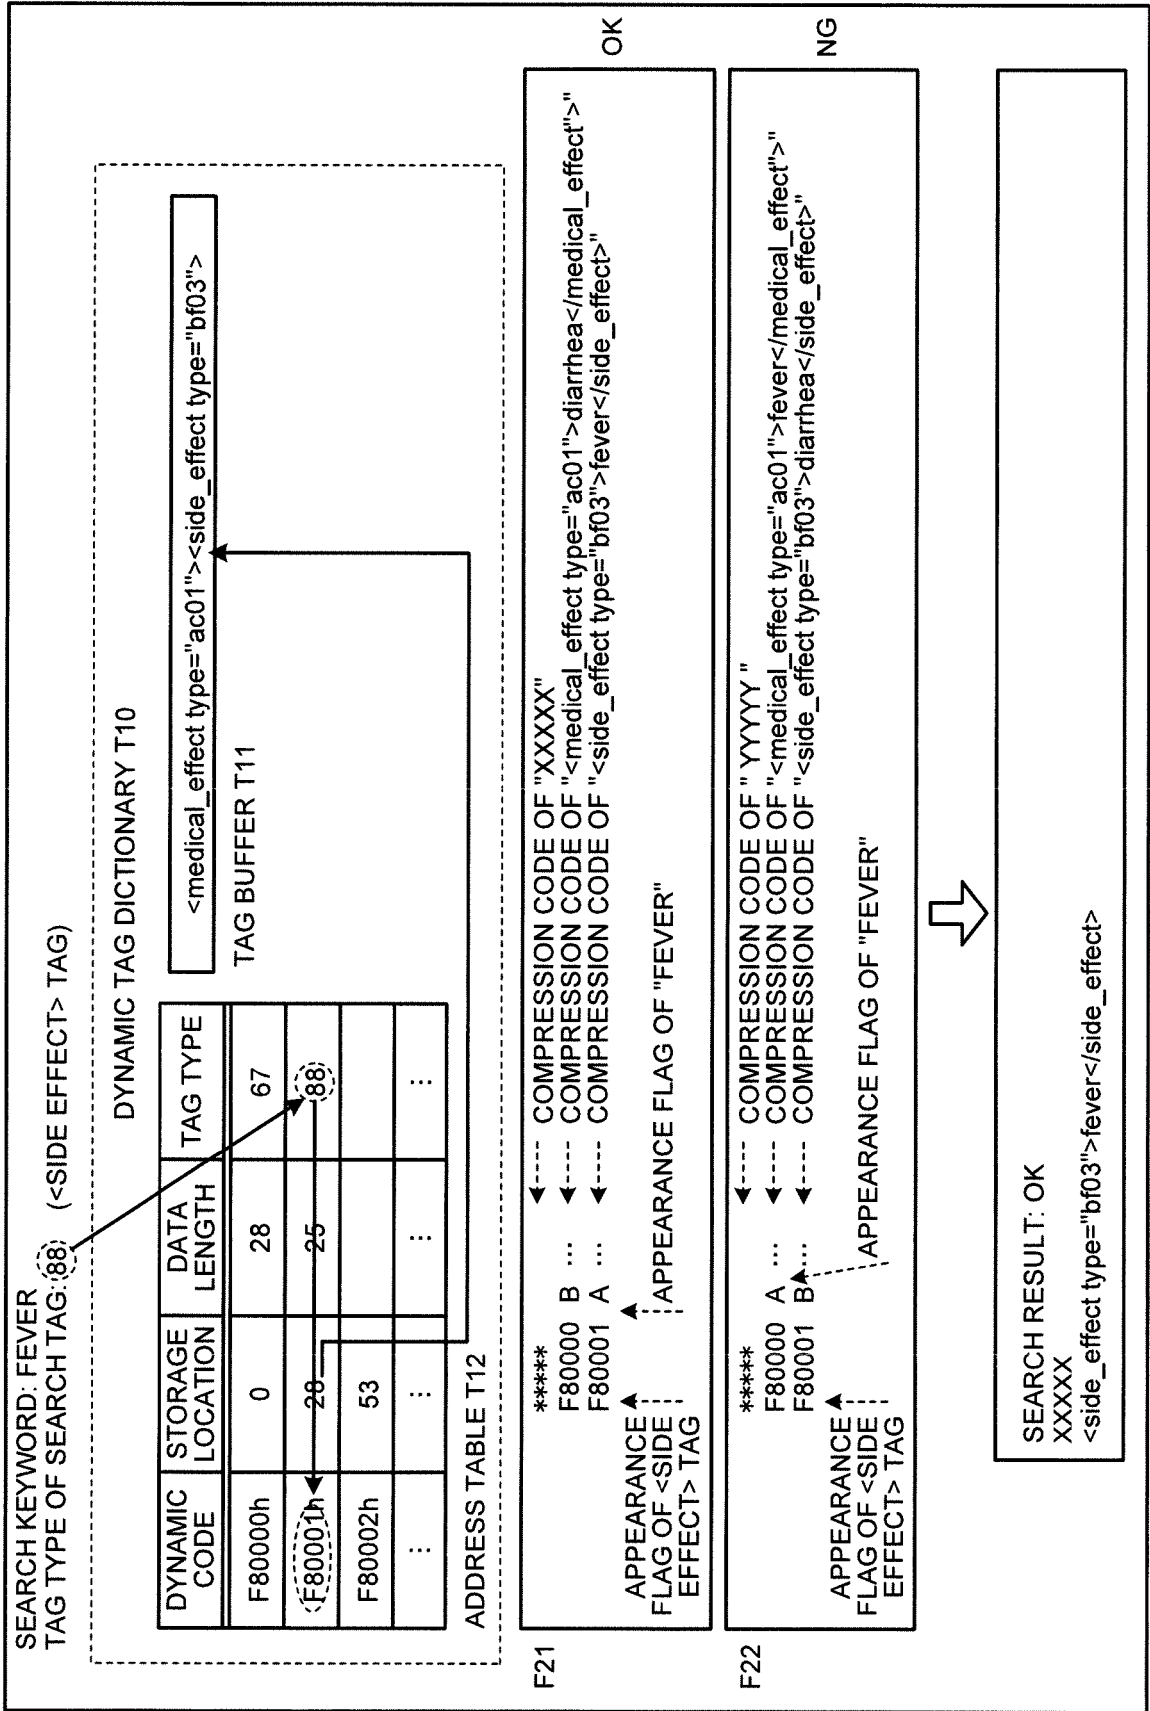 SEARCH KEYWORD: FEVER
TAG TYPE OF SEARCH TAG: 88 (<SIDE EFFECT> TAG)
DYNAMIC TAG DICTIONARY T10
DYNAMIC CODE STORAGE LOCATION DATA LENGTH TAG TYPE
F80000h 0 28 67
F80001h 28 25 88
F80002h 53
... ... ... ...
ADDRESS TABLE T12
<medical_effect type="ac01"><side_effect type="bf03">
TAG BUFFER T11
F21
***** COMPRESSION CODE OF "XXXXX"
F80000 B ... COMPRESSION CODE OF "<medical_effect type="ac01">diarrhea</medical_effect">"
F80001 A ... COMPRESSION CODE OF "<side_effect type="bf03">fever</side_effect>"
APPEARANCE
FLAG OF <SIDE
EFFECT> TAG
APPEARANCE FLAG OF "FEVER"
OK
F22
***** COMPRESSION CODE OF " YYYYY "
F80000 A ... COMPRESSION CODE OF "<medical_effect type="ac01">fever</medical_effect">"
F80001 B ... COMPRESSION CODE OF "<side_effect type="bf03">diarrhea</side_effect>"
APPEARANCE
FLAG OF <SIDE
EFFECT> TAG
APPEARANCE FLAG OF "FEVER"
NG
SEARCH RESULT: OK
XXXXX
<side_effect type="bf03">fever</side_effect>